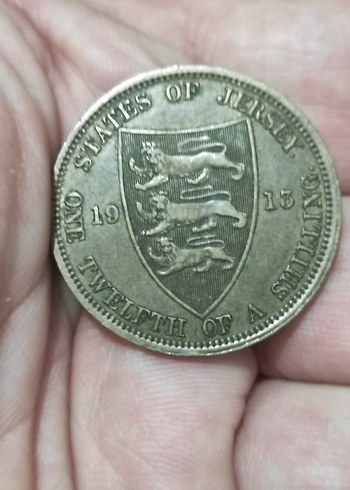 STATES OF JERSEY.
19 13
ONE TWELFTH OF A SHILLING.